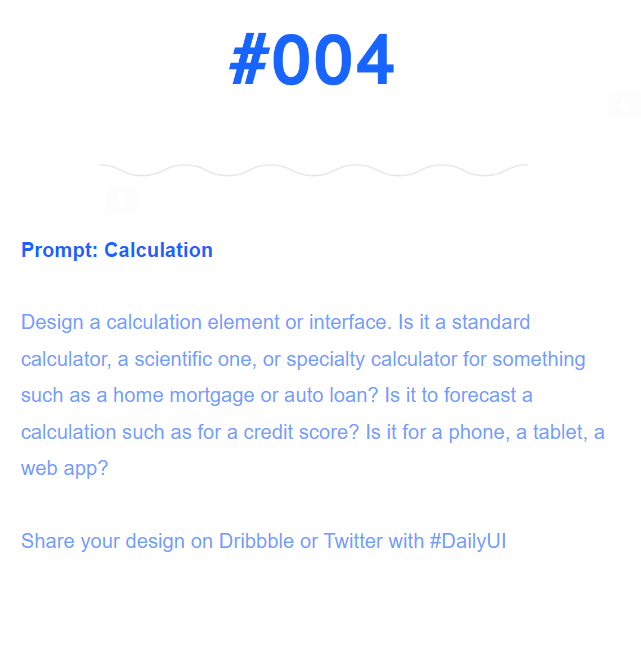 #004
Prompt: Calculation
Design a calculation element or interface. Is it a standard
calculator, a scientific one, or specialty calculator for something
such as a home mortgage or auto loan? Is it to forecast a
calculation such as for a credit score? Is it for a phone, a tablet, a
web app?
Share your design on Dribbble or Twitter with #DailyUI